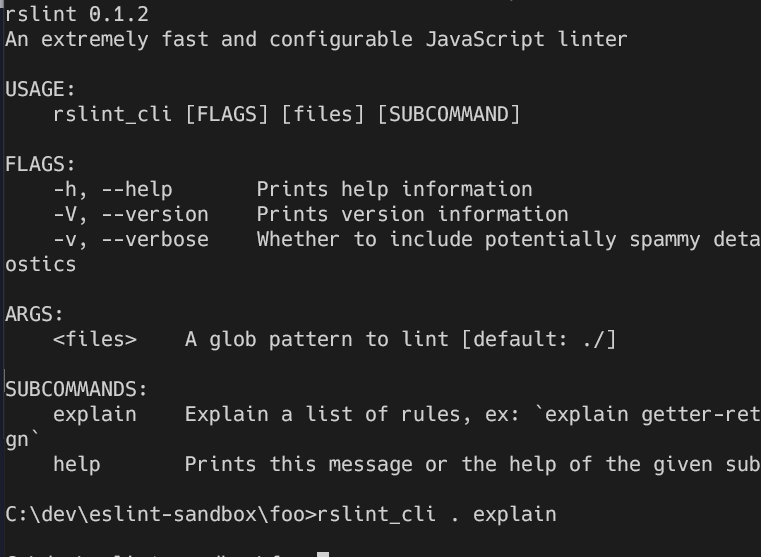 rslint 0.1.2
An extremely fast and configurable JavaScript linter
USAGE:
rslint_cli [FLAGS] [files] [SUBCOMMAND]
FLAGS:
-h, --help Prints help information
-V, --version Prints version information
-v, --verbose Whether to include potentially spammy deta
ostics
ARGS:
<files> A glob pattern to lint [default: ./]
SUBCOMMANDS:
explain Explain a list of rules, ex: `explain getter-ret
gn`
help Prints this message or the help of the given sub
C:\dev\eslint-sandbox\foo>rslint_cli . explain